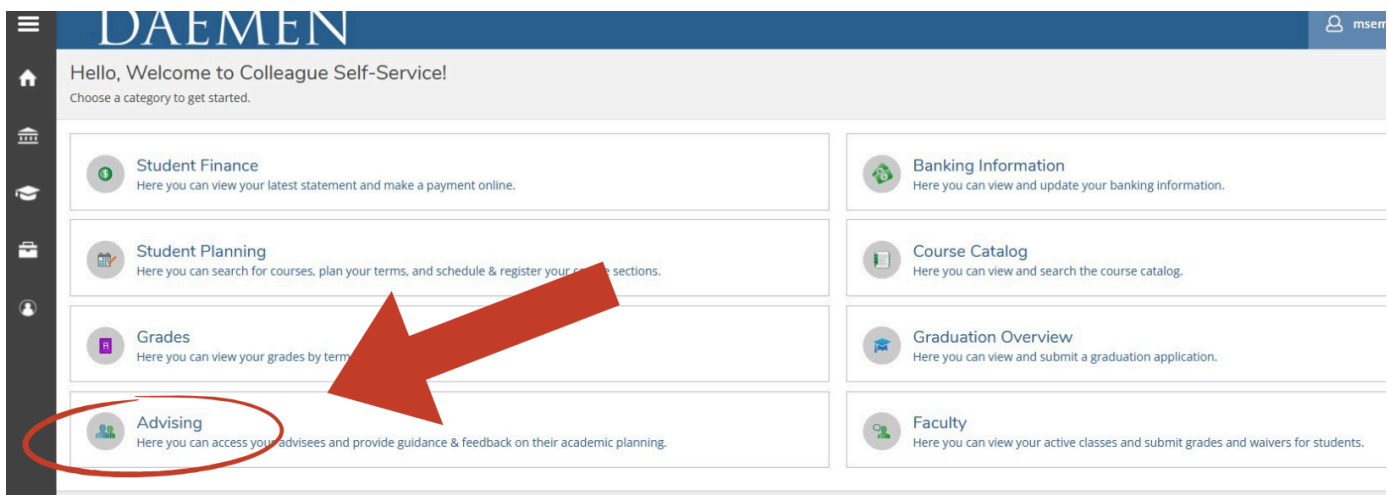 DAEMEN
msem
Hello, Welcome to Colleague Self-Service!
Choose a category to get started.
Student Finance
Here you can view your latest statement and make a payment online.
Banking Information
Here you can view and update your banking information.
Student Planning
Here you can search for courses, plan your terms, and schedule & register your course sections.
Course Catalog
Here you can view and search the course catalog.
Grades
Here you can view your grades by term
Graduation Overview
Here you can view and submit a graduation application.
Advising
Here you can access your advisees and provide guidance & feedback on their academic planning.
Faculty
Here you can view your active classes and submit grades and waivers for students.